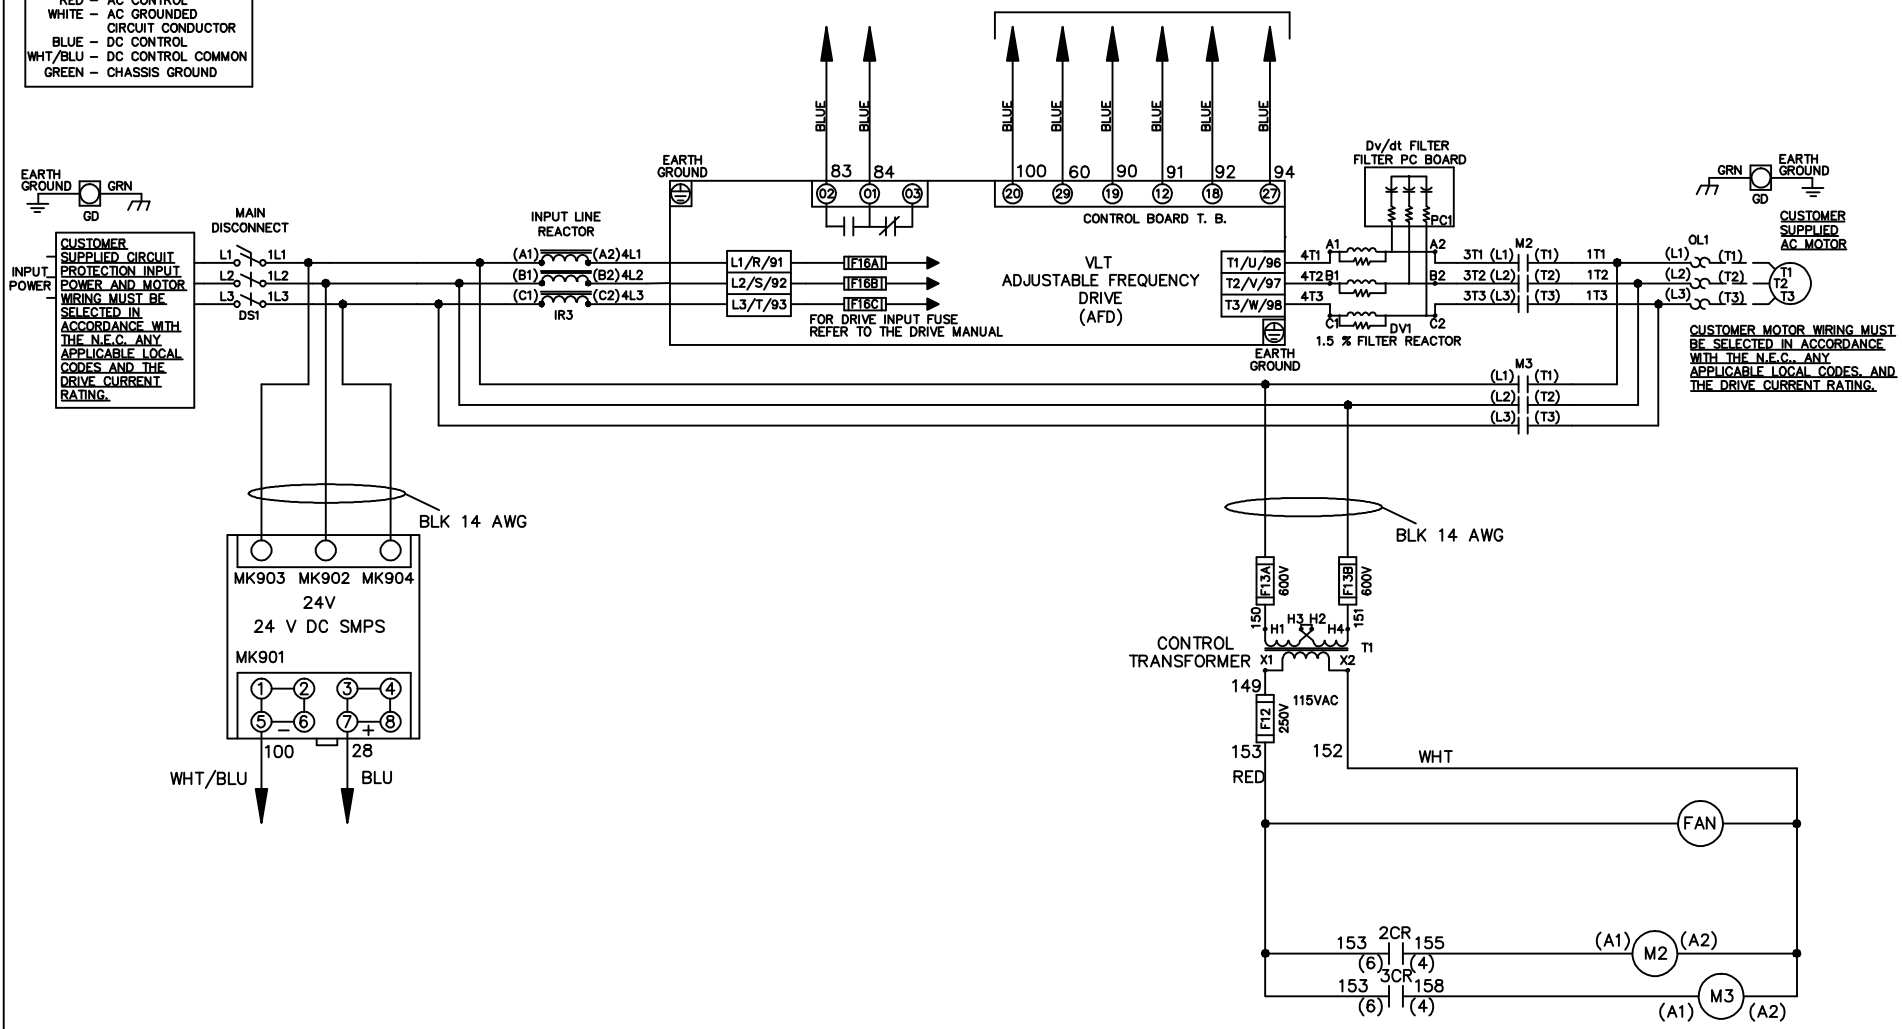 RED – AC CONTROL
WHITE – AC GROUNDED
CIRCUIT CONDUCTOR
BLUE – DC CONTROL
WHT/BLU – DC CONTROL COMMON
GREEN – CHASSIS GROUND
EARTH
GROUND
GRN
GD
INPUT
POWER
CUSTOMER
SUPPLIED CIRCUIT
PROTECTION INPUT
POWER AND MOTOR
WIRING MUST BE
SELECTED IN
ACCORDANCE WITH
THE N.E.C. ANY
APPLICABLE LOCAL
CODES AND THE
DRIVE CURRENT
RATING.
MAIN
DISCONNECT
L1 1L1
L2 1L2
L3 1L3
DS1
INPUT LINE
REACTOR
(A1) (A2) 4L1
(B1) (B2) 4L2
(C1) (C2) 4L3
IR3
EARTH
GROUND
BLUE
BLUE
83 84
02 01 03
BLUE
BLUE
BLUE
BLUE
BLUE
BLUE
100 60 90 91 92 94
20 29 19 12 18 27
CONTROL BOARD T. B.
L1/R/91
L2/S/92
L3/T/93
F16A
F16B
F16C
FOR DRIVE INPUT FUSE
REFER TO THE DRIVE MANUAL
VLT
ADJUSTABLE FREQUENCY
DRIVE
(AFD)
T1/U/96
T2/V/97
T3/W/98
EARTH
GROUND
Dv/dt FILTER
FILTER PC BOARD
PC1
4T1 A1 A2
4T2 B1 B2
4T3 C1 C2
DV1
1.5 % FILTER REACTOR
M2
3T1 (L1) (T1) 1T1
3T2 (L2) (T2) 1T2
3T3 (L3) (T3) 1T3
OL1
(L1) (T1)
(L2) (T2)
(L3) (T3)
T1
T2
T3
GRN
GD
EARTH
GROUND
CUSTOMER
SUPPLIED
AC MOTOR
CUSTOMER MOTOR WIRING MUST
BE SELECTED IN ACCORDANCE
WITH THE N.E.C., ANY
APPLICABLE LOCAL CODES, AND
THE DRIVE CURRENT RATING.
M3
(L1) (T1)
(L2) (T2)
(L3) (T3)
BLK 14 AWG
MK903 MK902 MK904
24V
24 V DC SMPS
MK901
1 2 3 4
5 6 7 8
– +
100 28
WHT/BLU BLU
BLK 14 AWG
F13A
600V
F13B
600V
150
151
H1 H3 H2 H4
CONTROL
TRANSFORMER
T1
X1 X2
149
115VAC
F12
250V
153 152
RED
WHT
FAN
2CR
153 155
(6) (4)
(A1) M2 (A2)
3CR
153 158
(6) (4)
(A1) M3 (A2)